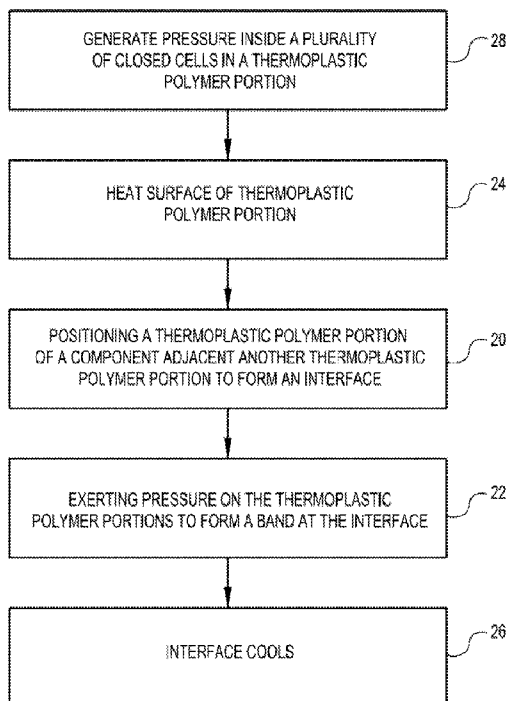 GENERATE PRESSURE INSIDE A PLURALITY
OF CLOSED CELLS IN A THERMOPLASTIC
POLYMER PORTION
28
HEAT SURFACE OF THERMOPLASTIC
POLYMER PORTION
24
POSITIONING A THERMOPLASTIC POLYMER PORTION
OF A COMPONENT ADJACENT ANOTHER THERMOPLASTIC
POLYMER PORTION TO FORM AN INTERFACE
20
EXERTING PRESSURE ON THE THERMOPLASTIC
POLYMER PORTIONS TO FORM A BAND AT THE INTERFACE
22
INTERFACE COOLS
26